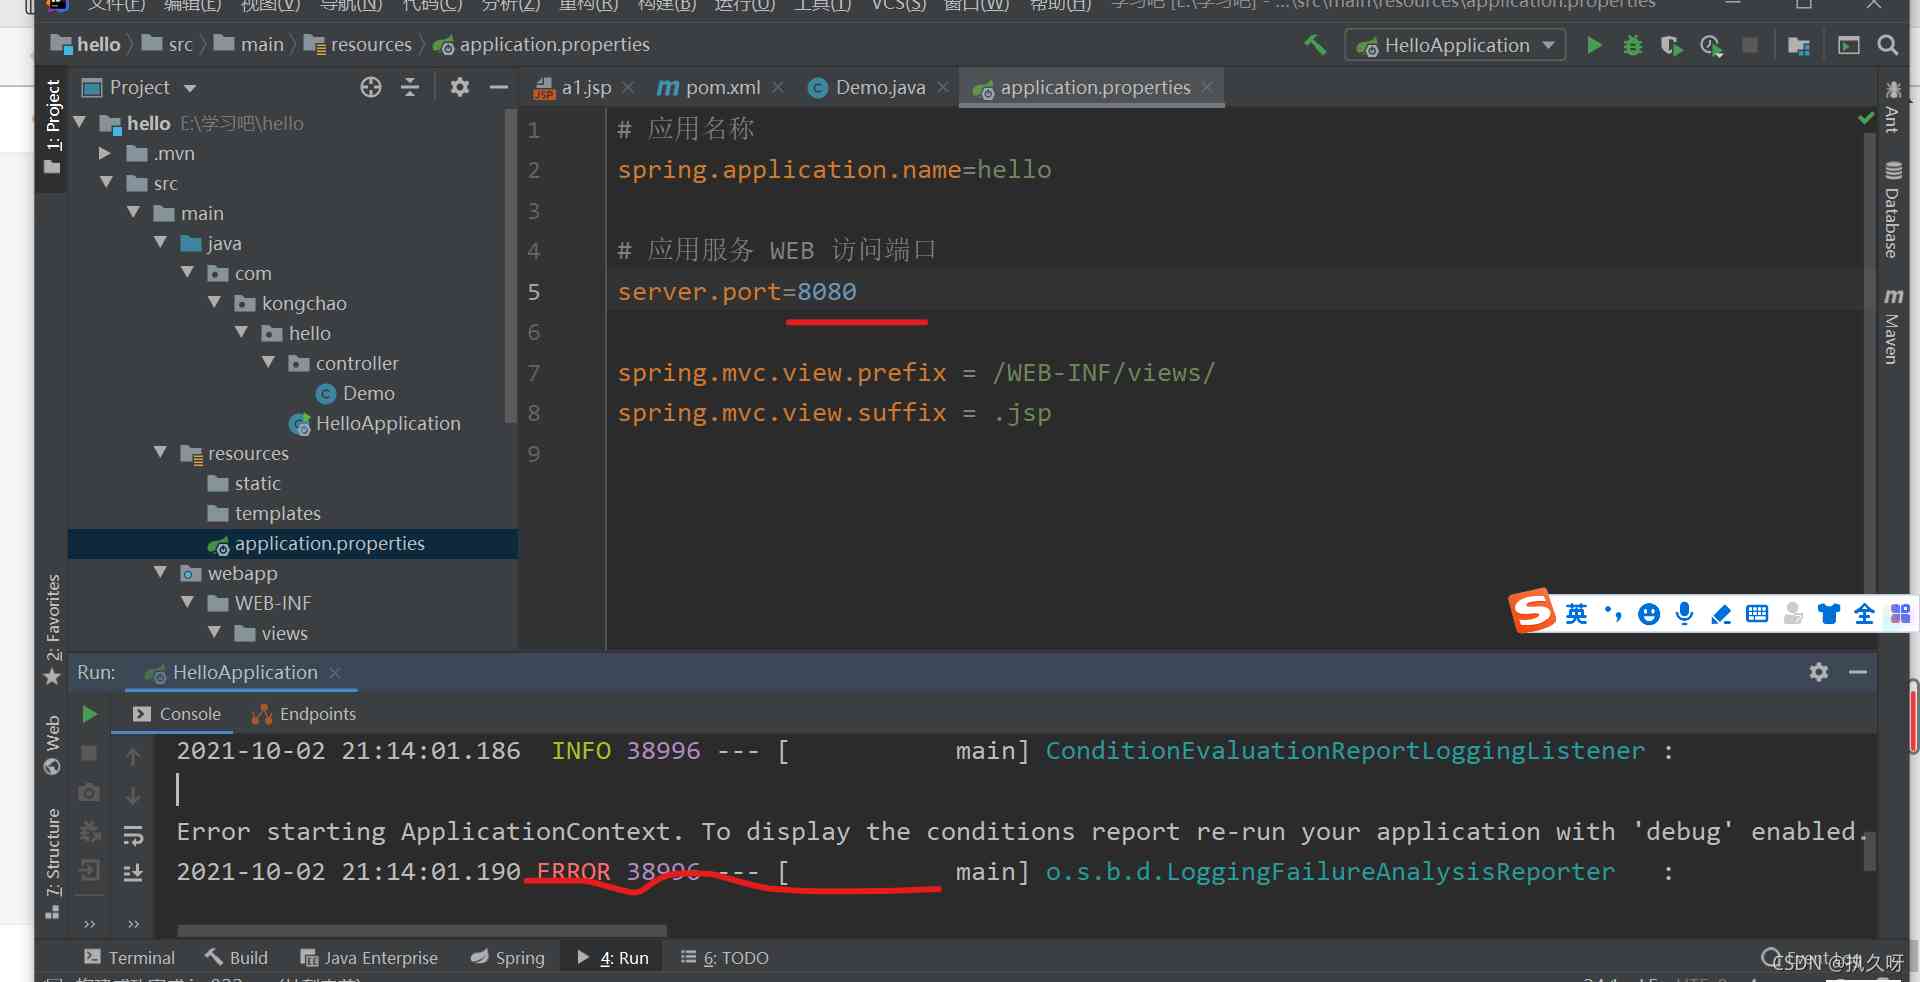 文件(F) 编辑(E) 视图(V) 导航(N) 代码(C) 分析(Z) 重构(R) 构建(B) 运行(U) 工具(T) VCS(S) 窗口(W) 帮助(H) 学习吧 [E:\学习吧] - ...\src\main\resources\application.properties
hello src main resources application.properties HelloApplication
Project a1.jsp pom.xml Demo.java application.properties
1: Project
hello E:\学习吧\hello
.mvn
src
main
java
com
kongchao
hello
controller
Demo
HelloApplication
resources
static
templates
application.properties
webapp
WEB-INF
views
1 # 应用名称
2 spring.application.name=hello
3
4 # 应用服务 WEB 访问端口
5 server.port=8080
6
7 spring.mvc.view.prefix = /WEB-INF/views/
8 spring.mvc.view.suffix = .jsp
9
Ant
Database
Maven
英 全
2: Favorites
Web
7: Structure
Run: HelloApplication
Console Endpoints
2021-10-02 21:14:01.186 INFO 38996 --- [ main] ConditionEvaluationReportLoggingListener :
Error starting ApplicationContext. To display the conditions report re-run your application with 'debug' enabled.
2021-10-02 21:14:01.190 ERROR 38996 --- [ main] o.s.b.d.LoggingFailureAnalysisReporter :
Terminal Build Java Enterprise Spring 4: Run 6: TODO Event Log
CSDN @执久呀